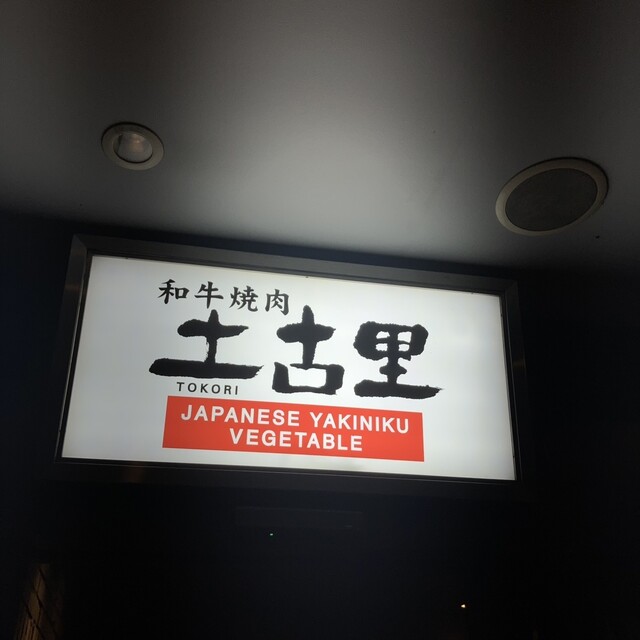 和牛焼肉
土古里
TOKORI
JAPANESE YAKINIKU
VEGETABLE